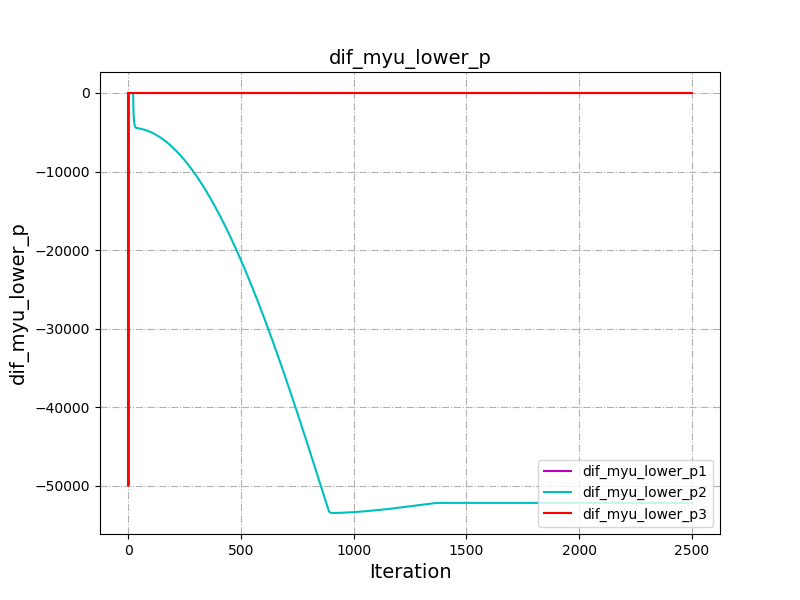 dif_myu_lower_p
dif_myu_lower_p
0
−10000
−20000
−30000
−40000
−50000
0
500
1000
1500
2000
2500
Iteration
dif_myu_lower_p1
dif_myu_lower_p2
dif_myu_lower_p3